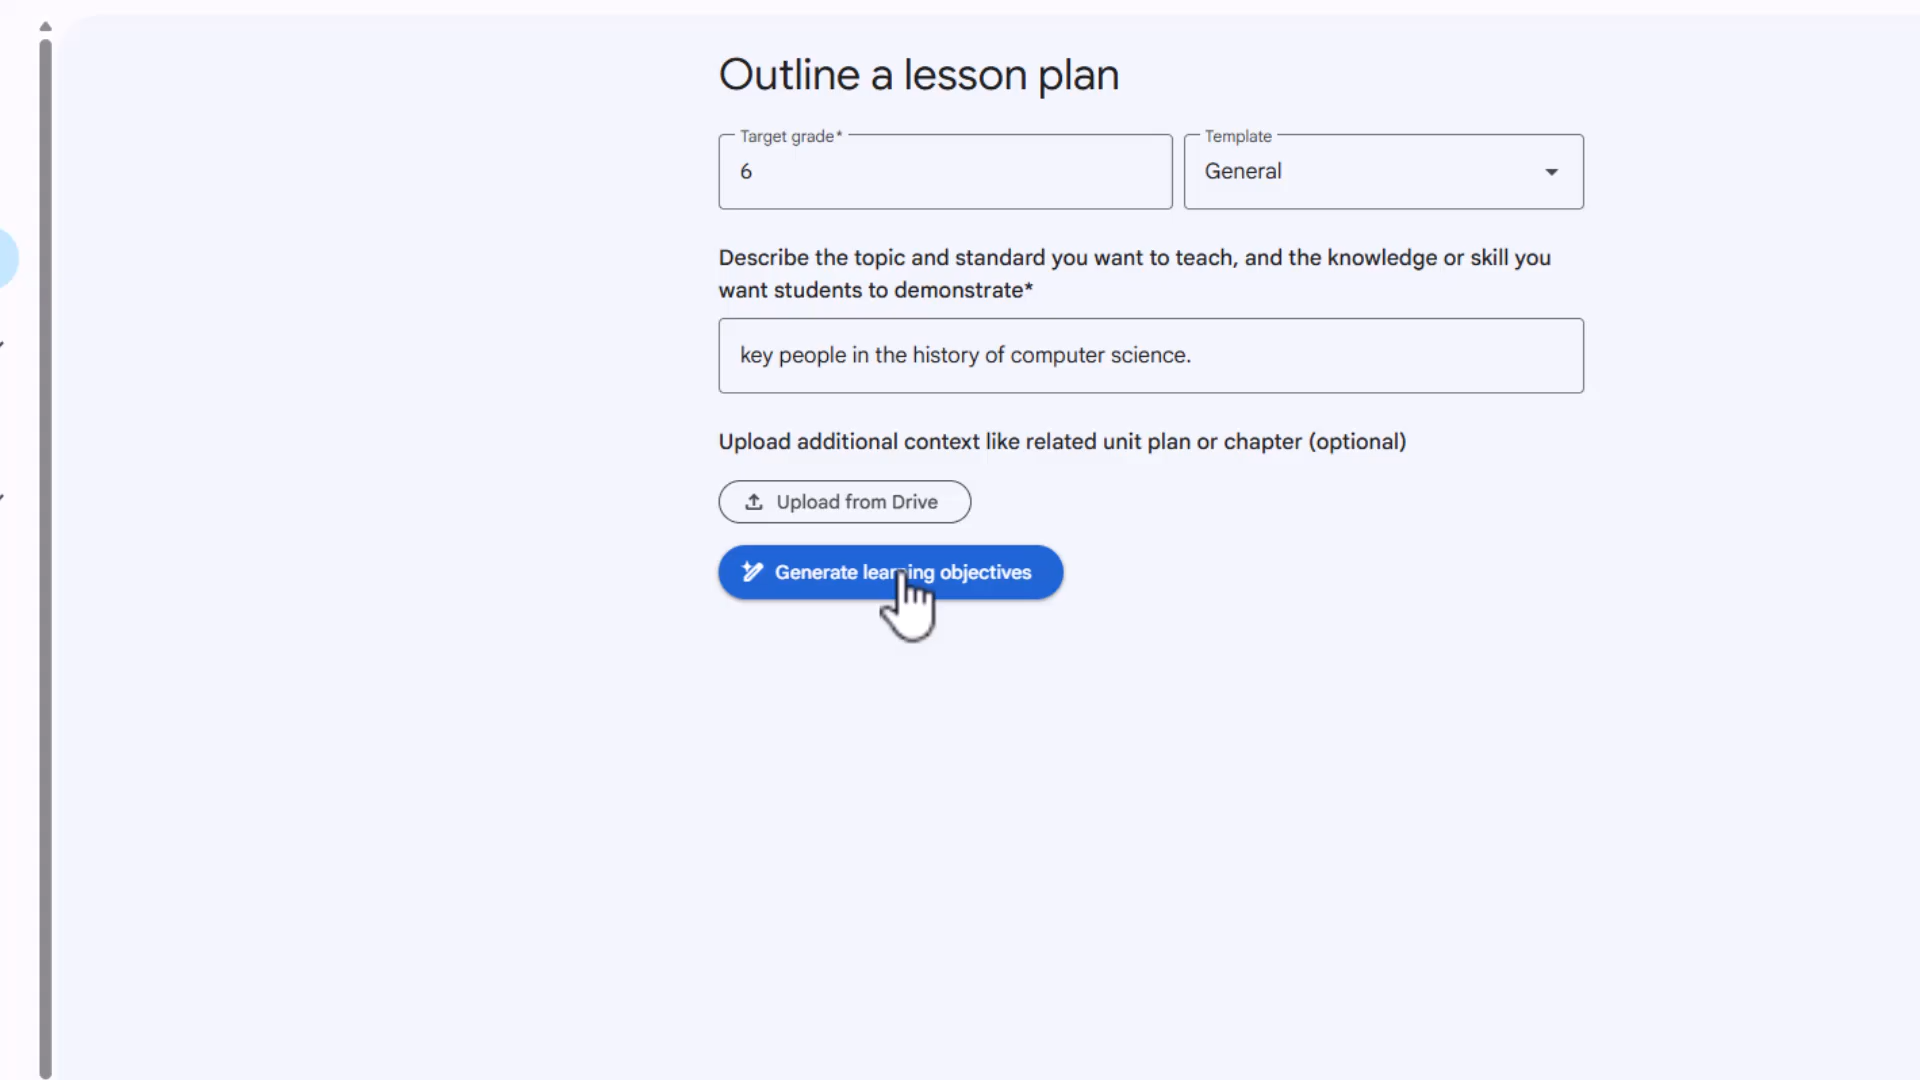 Outline a lesson plan
Target grade*
6
Template
General
Describe the topic and standard you want to teach, and the knowledge or skill you
want students to demonstrate*
key people in the history of computer science.
Upload additional context like related unit plan or chapter (optional)
Upload from Drive
Generate learning objectives